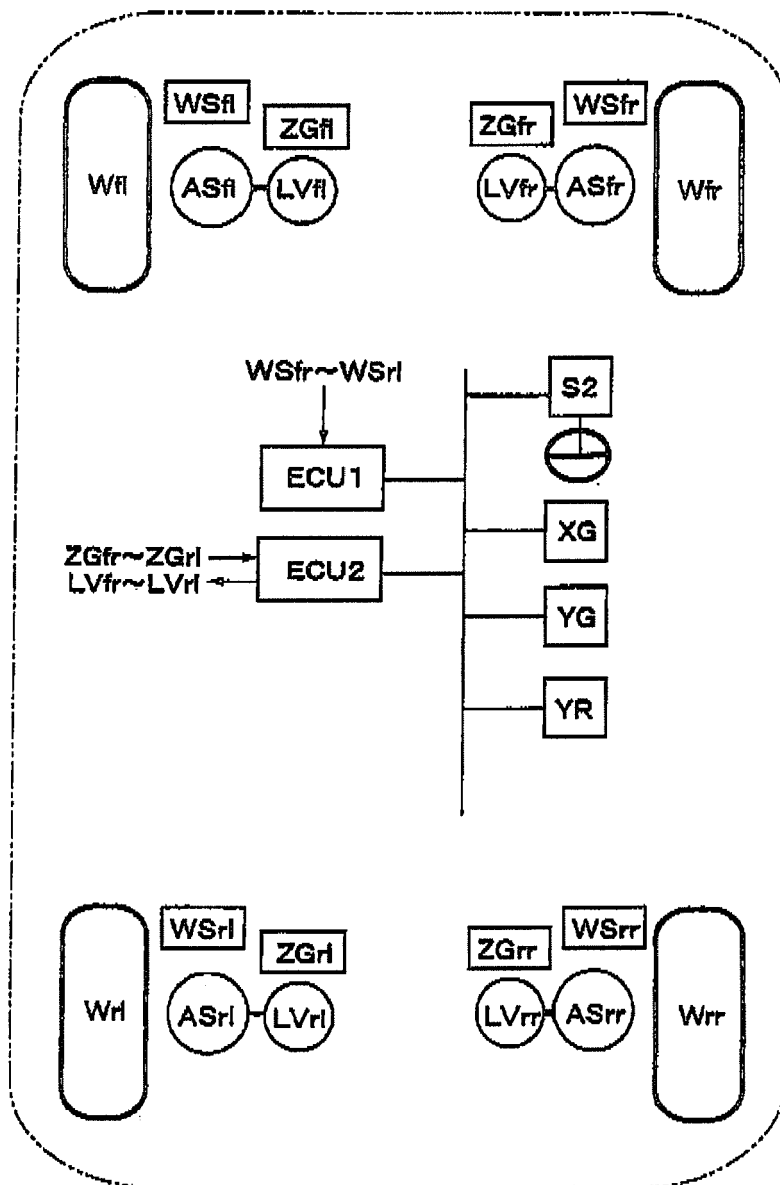 WSfl
WSfr
ZGfl
ZGfr
Wfl
ASfl
LVfl
LVfr
ASfr
Wfr
WSfr~WSrl
S2
ECU1
XG
ZGfr~ZGrl
LVfr~LVrl
ECU2
YG
YR
WSrl
WSrr
ZGrl
ZGrr
Wrl
ASrl
LVrl
LVrr
ASrr
Wrr